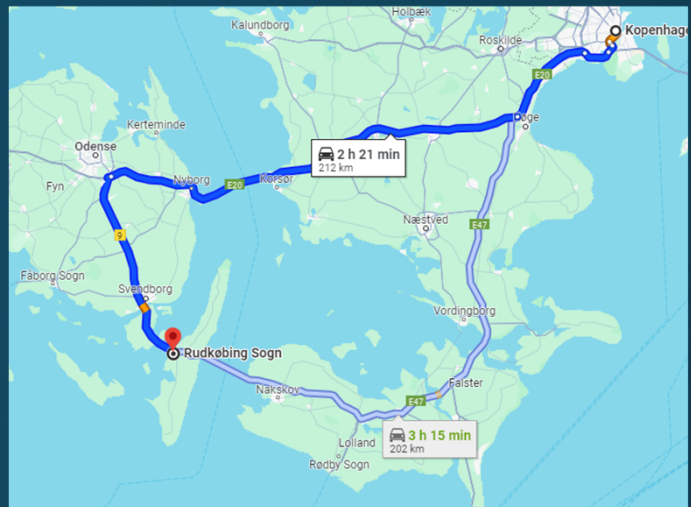 Holbæk
Kalundborg
Kopenhag
Roskilde
E20
Køge
Kerteminde
Odense
2 h 21 min
212 km
Fyn
Nyborg
E20
Korsør
Næstved
E47
9
Fåborg Sogn
Svendborg
Vordingborg
Rudkøbing Sogn
Falster
Nakskov
E47
3 h 15 min
202 km
Lolland
Rødby Sogn